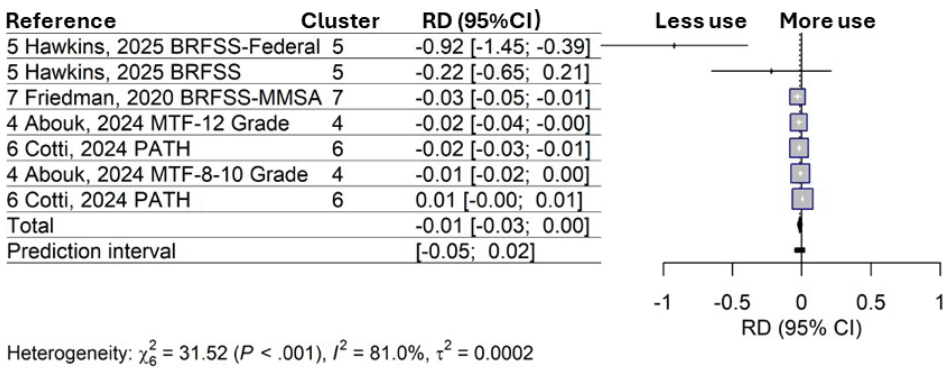 Reference Cluster RD (95%CI) Less use More use
5 Hawkins, 2025 BRFSS-Federal 5 -0.92 [-1.45; -0.39]
5 Hawkins, 2025 BRFSS 5 -0.22 [-0.65; 0.21]
7 Friedman, 2020 BRFSS-MMSA 7 -0.03 [-0.05; -0.01]
4 Abouk, 2024 MTF-12 Grade 4 -0.02 [-0.04; -0.00]
6 Cotti, 2024 PATH 6 -0.02 [-0.03; -0.01]
4 Abouk, 2024 MTF-8-10 Grade 4 -0.01 [-0.02; 0.00]
6 Cotti, 2024 PATH 6 0.01 [-0.00; 0.01]
Total -0.01 [-0.03; 0.00]
Prediction interval [-0.05; 0.02]
-1 -0.5 0 0.5 1
RD (95% CI)
Heterogeneity: χ²₆ = 31.52 (P < .001), I² = 81.0%, τ² = 0.0002